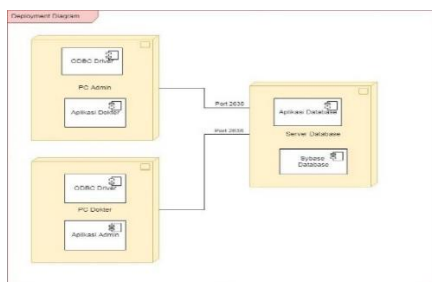 Deployment Diagram
ODBC Driver
PC Admin
Aplikasi Dokter
Port 2638
Aplikasi Database
Server Database
Sybase
Database
Port 2638
ODBC Driver
PC Dokter
Aplikasi Admin